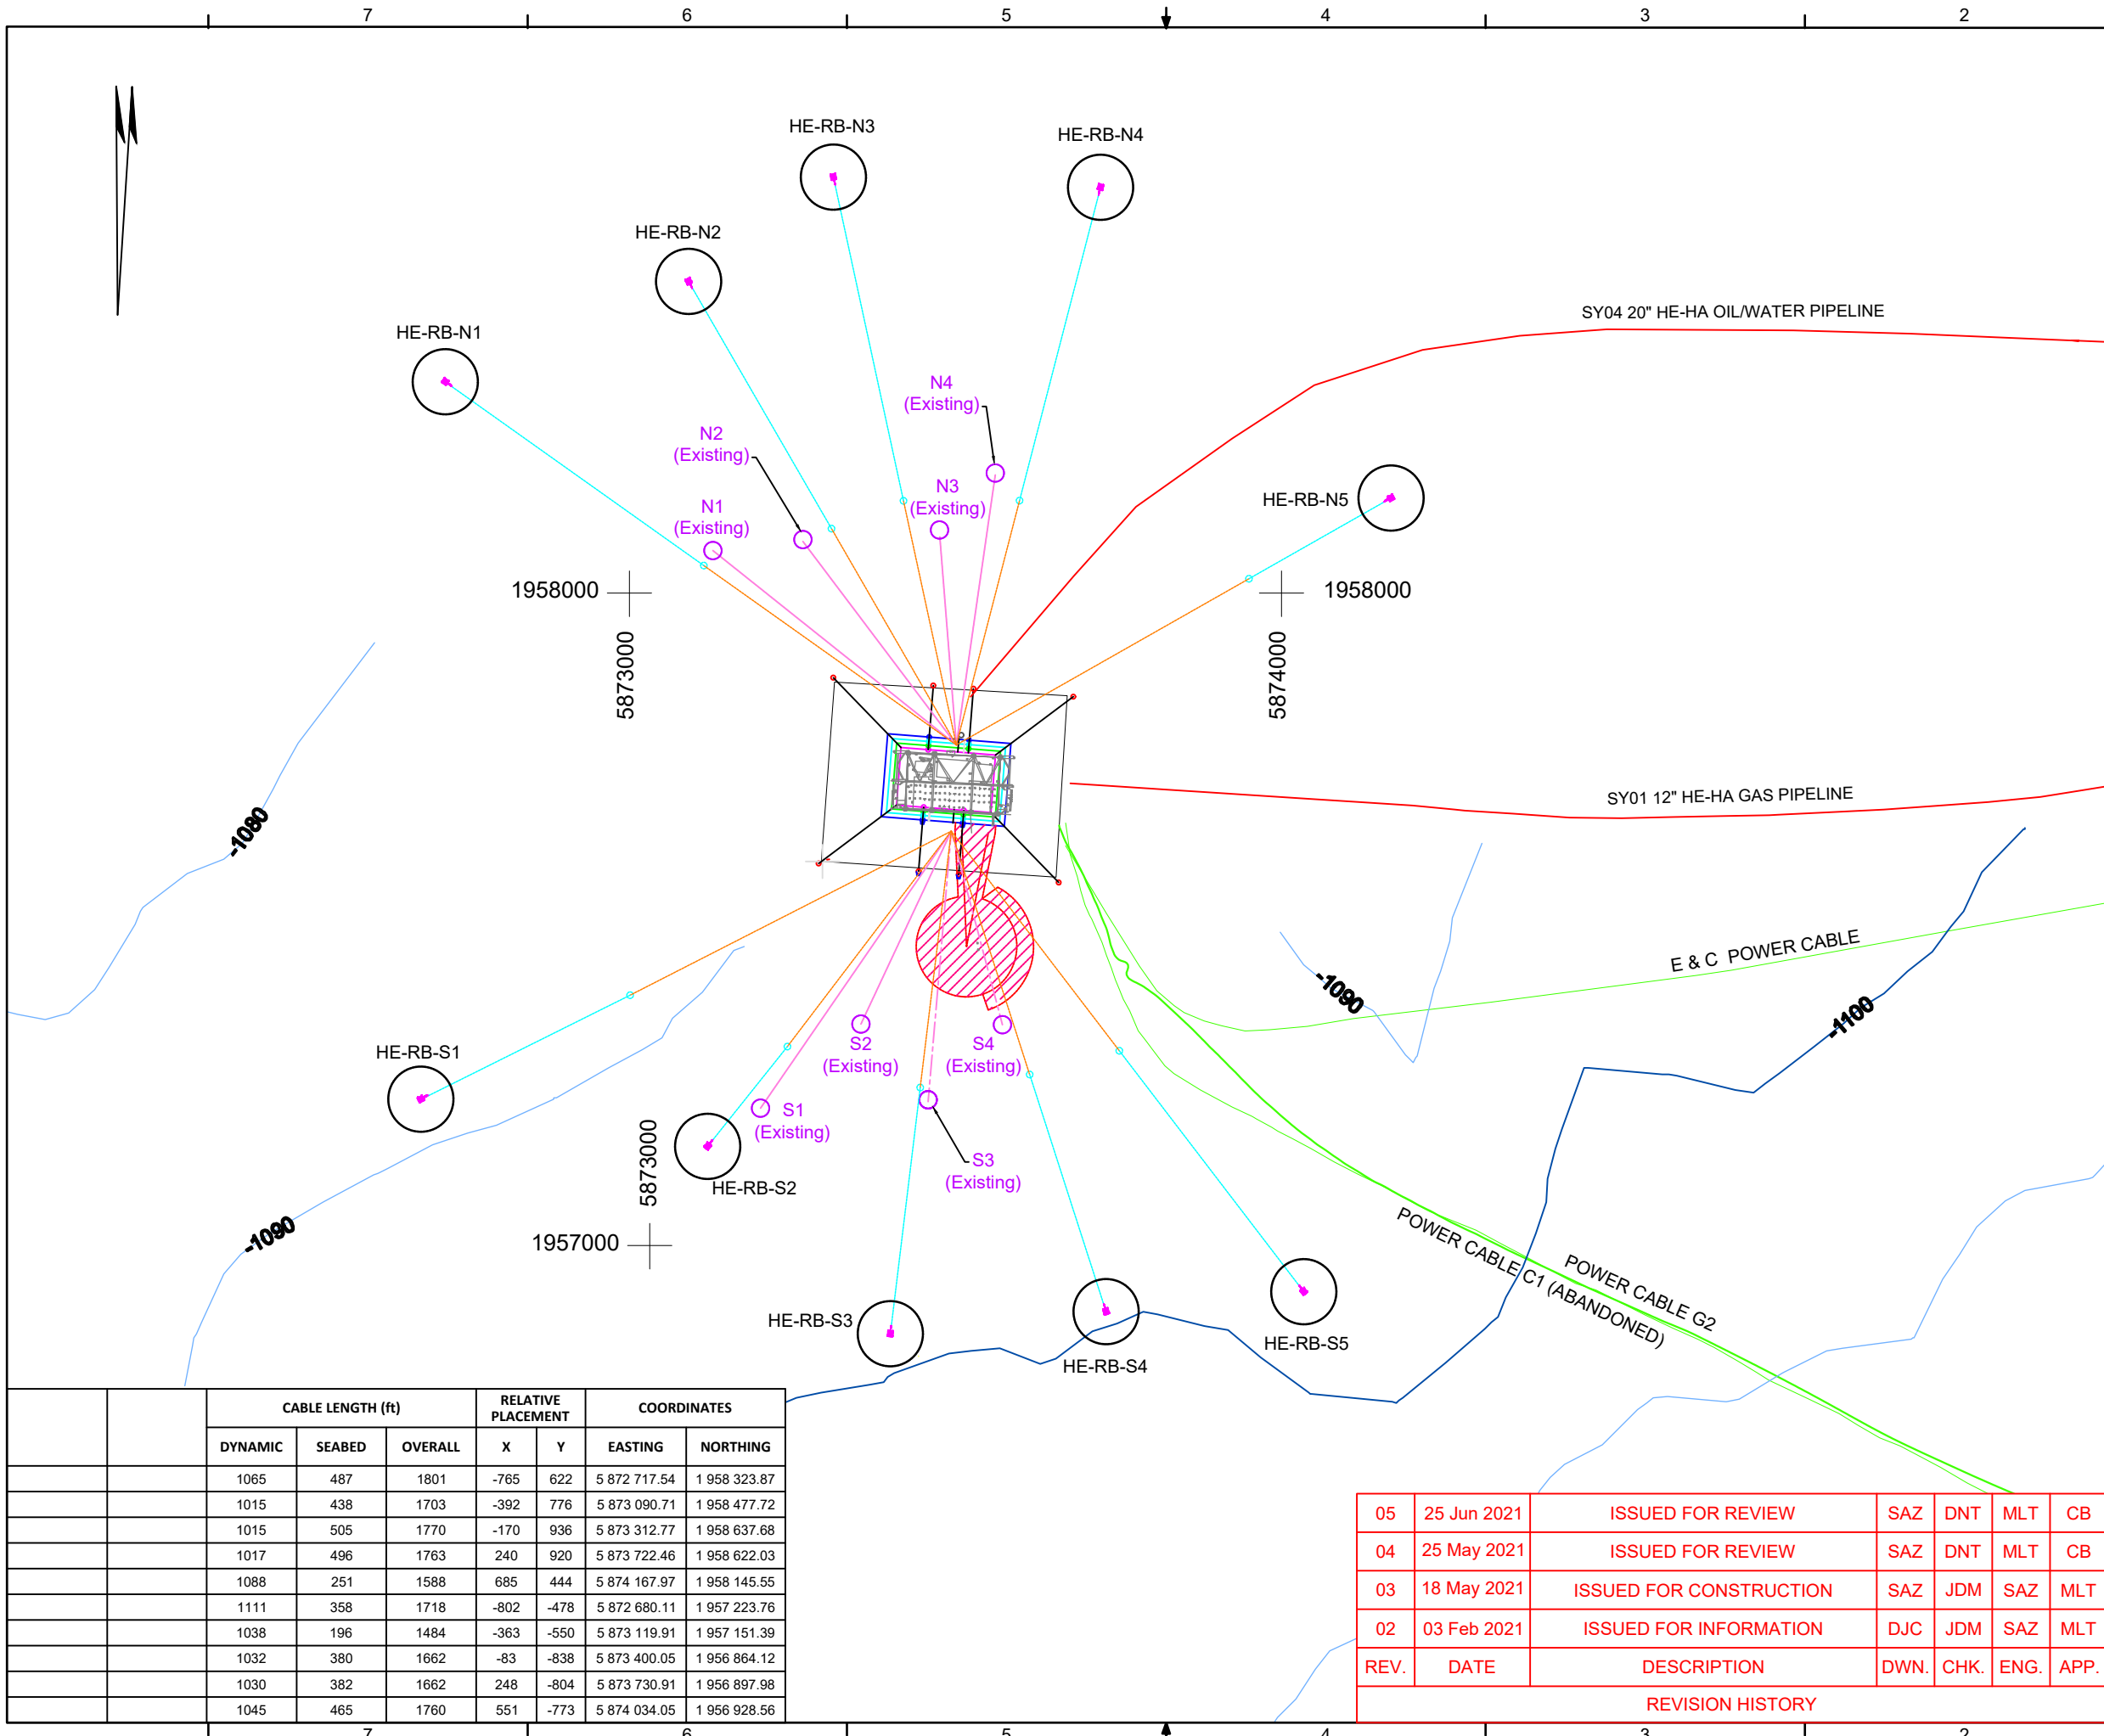 7 6 5 4 3 2
HE-RB-N3
HE-RB-N4
HE-RB-N2
HE-RB-N1
SY04 20" HE-HA OIL/WATER PIPELINE
N4
(Existing)
N2
(Existing)
N3
(Existing)
HE-RB-N5
N1
(Existing)
1958000
1958000
5873000
5874000
SY01 12" HE-HA GAS PIPELINE
-1080
E & C POWER CABLE
-1090
-1100
S2
(Existing)
S4
(Existing)
HE-RB-S1
S1
(Existing)
S3
(Existing)
HE-RB-S2
5873000
1957000
-1090
POWER CABLE C1 (ABANDONED)
POWER CABLE G2
HE-RB-S3
HE-RB-S4
HE-RB-S5
CABLE LENGTH (ft) RELATIVE PLACEMENT COORDINATES
DYNAMIC SEABED OVERALL X Y EASTING NORTHING
1065 487 1801 -765 622 5 872 717.54 1 958 323.87
1015 438 1703 -392 776 5 873 090.71 1 958 477.72
1015 505 1770 -170 936 5 873 312.77 1 958 637.68
1017 496 1763 240 920 5 873 722.46 1 958 622.03
1088 251 1588 685 444 5 874 167.97 1 958 145.55
1111 358 1718 -802 -478 5 872 680.11 1 957 223.76
1038 196 1484 -363 -550 5 873 119.91 1 957 151.39
1032 380 1662 -83 -838 5 873 400.05 1 956 864.12
1030 382 1662 248 -804 5 873 730.91 1 956 897.98
1045 465 1760 551 -773 5 874 034.05 1 956 928.56
05 25 Jun 2021 ISSUED FOR REVIEW SAZ DNT MLT CB
04 25 May 2021 ISSUED FOR REVIEW SAZ DNT MLT CB
03 18 May 2021 ISSUED FOR CONSTRUCTION SAZ JDM SAZ MLT
02 03 Feb 2021 ISSUED FOR INFORMATION DJC JDM SAZ MLT
REV. DATE DESCRIPTION DWN. CHK. ENG. APP.
REVISION HISTORY
7 6 5 4 3 2